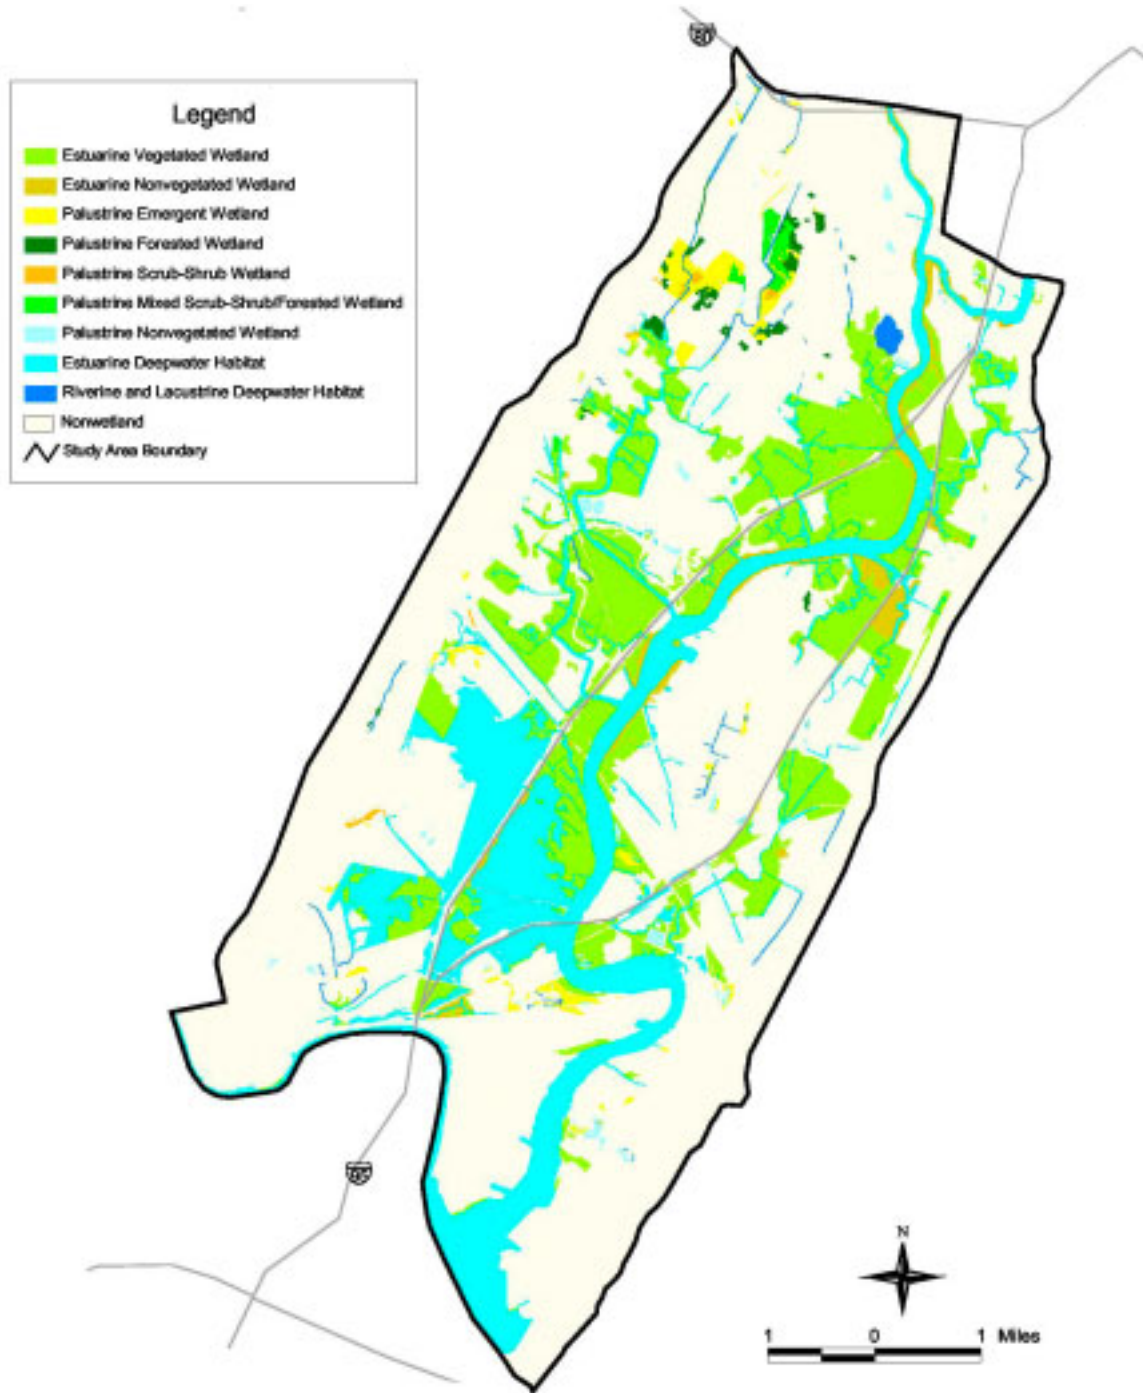 80
Legend
Estuarine Vegetated Wetland
Estuarine Nonvegetated Wetland
Palustrine Emergent Wetland
Palustrine Forested Wetland
Palustrine Scrub-Shrub Wetland
Palustrine Mixed Scrub-Shrub/Forested Wetland
Palustrine Nonvegetated Wetland
Estuarine Deepwater Habitat
Riverine and Lacustrine Deepwater Habitat
Nonwetland
Study Area Boundary
95
N
1 0 1 Miles